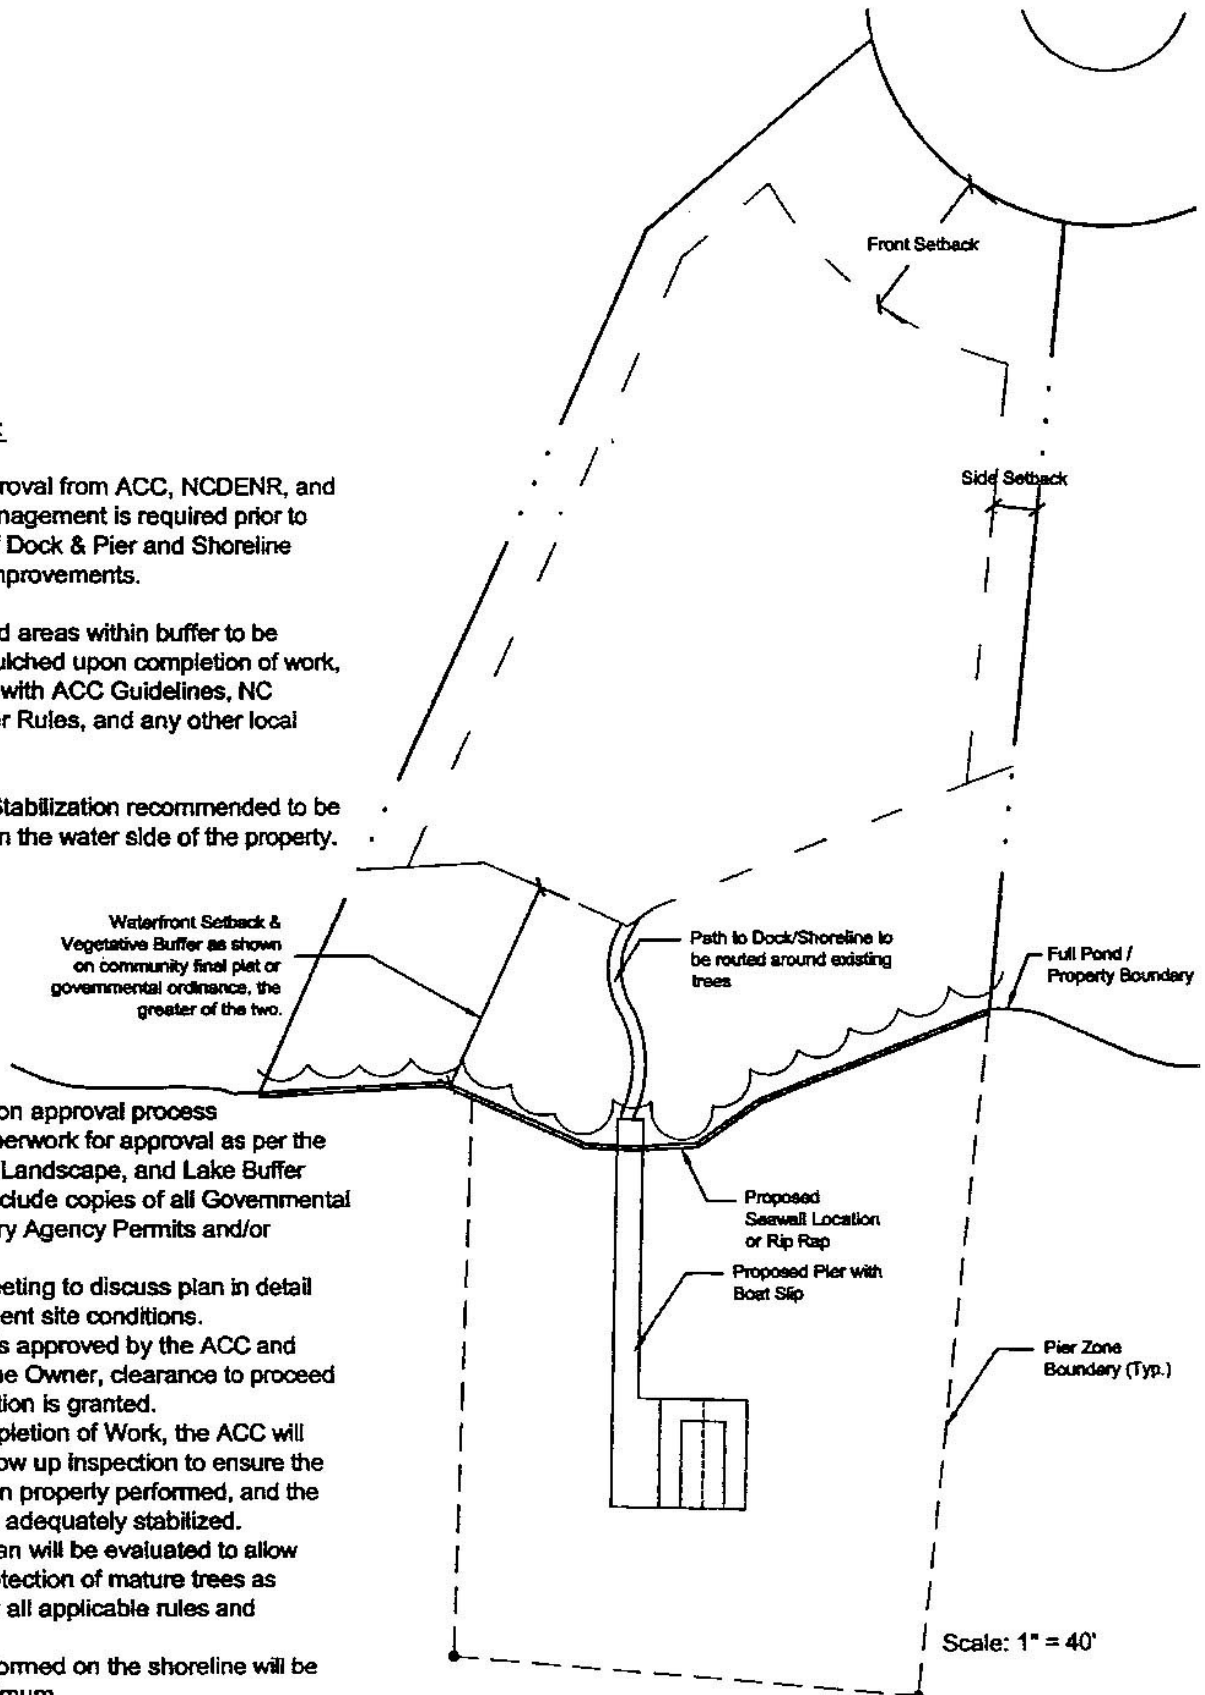 roval from ACC, NCDENR, and
nagement is required prior to
f Dock & Pier and Shoreline
nprovements.
d areas within buffer to be
ulched upon completion of work,
with ACC Guidelines, NC
er Rules, and any other local
Stabilization recommended to be
n the water side of the property.
Front Setback
Side Setback
Waterfront Setback &
Vegetative Buffer as shown
on community final plat or
governmental ordinance, the
greater of the two.
Path to Dock/Shoreline to
be routed around existing
trees
Full Pond /
Property Boundary
on approval process
perwork for approval as per the
Landscape, and Lake Buffer
clude copies of all Governmental
ry Agency Permits and/or
eeting to discuss plan in detail
ent site conditions.
s approved by the ACC and
he Owner, clearance to proceed
tion is granted.
pletion of Work, the ACC will
ow up inspection to ensure the
n properly performed, and the
adequately stabilized.
an will be evaluated to allow
otection of mature trees as
y all applicable rules and
ormed on the shoreline will be
Proposed
Seawall Location
or Rip Rap
Proposed Pier with
Boat Slip
Pier Zone
Boundary (Typ.)
Scale: 1" = 40'